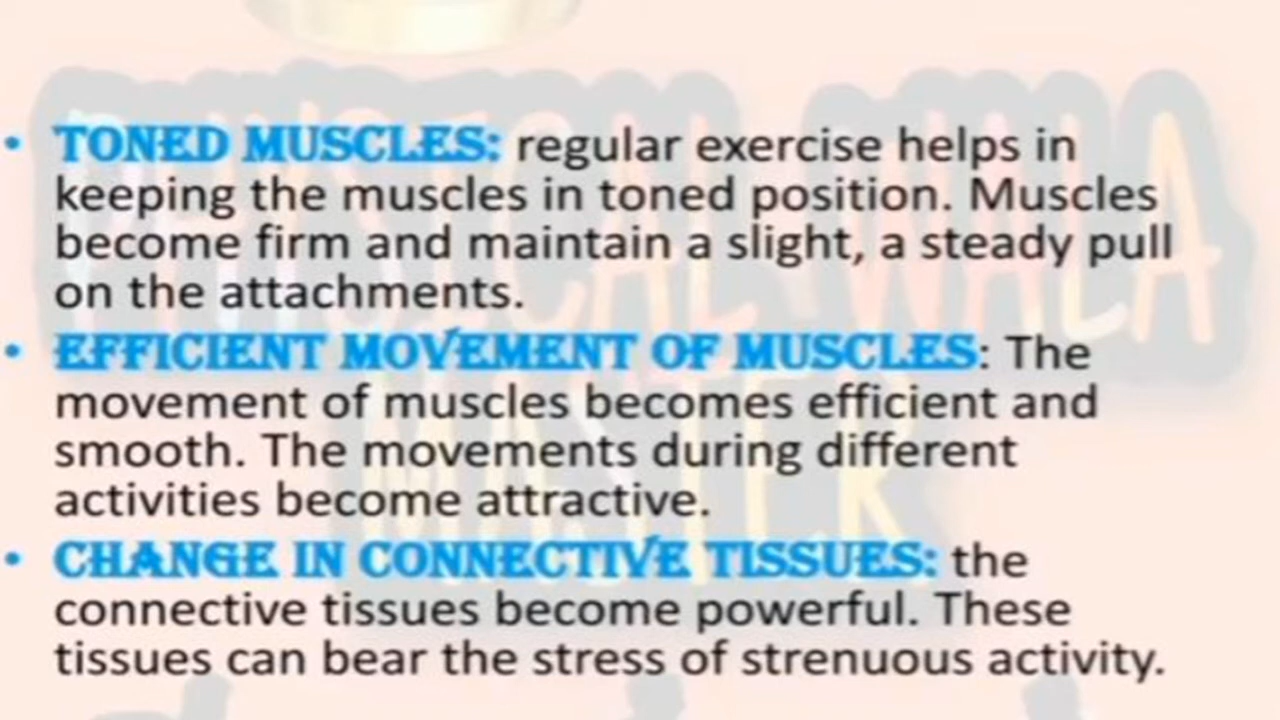 • TONED MUSCLES: regular exercise helps in
keeping the muscles in toned position. Muscles
become firm and maintain a slight, a steady pull
on the attachments.
• EFFICIENT MOVEMENT OF MUSCLES: The
movement of muscles becomes efficient and
smooth. The movements during different
activities become attractive.
• CHANGE IN CONNECTIVE TISSUES: the
connective tissues become powerful. These
tissues can bear the stress of strenuous activity.
PHYSICAL WALA
MASTER